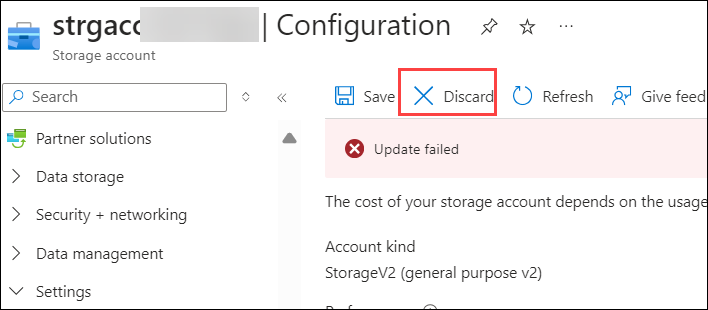 strgacc | Configuration
Storage account
Search
Save Discard Refresh Give feed
Partner solutions
Update failed
Data storage
The cost of your storage account depends on the usage
Security + networking
Account kind
Data management
StorageV2 (general purpose v2)
Settings